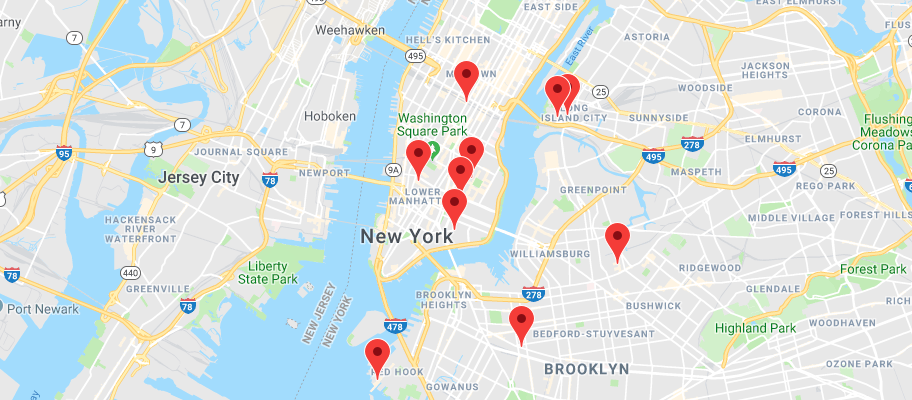 EAST SIDE
EAST ELMHURST
Weehawken
HELL'S KITCHEN
East River
ASTORIA
7
495
JACKSON
HEIGHTS
25
WOODSIDE
Hoboken
Washington
Square Park
ISLAND CITY
SUNNYSIDE
CORONA
Flushing
Meadows
Corona Park
7
9
95
JOURNAL SQUARE
278
ELMHURST
495
Jersey City
78
NEWPORT
9A
MASPETH
495
REGO PARK
LOWER
GREENPOINT
HACKENSACK
RIVER
WATERFRONT
MIDDLE VILLAGE
FOREST HILLS
New York
WILLIAMSBURG
RIDGEWOOD
78
440
Liberty
State Park
Forest Park
GREENVILLE
NEW JERSEY
NEW YORK
BROOKLYN
HEIGHTS
278
GLENDALE
Port Newark
78
BUSHWICK
478
BEDFORD-STUYVESANT
Highland Park
WOODHAVEN
RED HOOK
BROOKLYN
OZONE PARK
GOWANUS